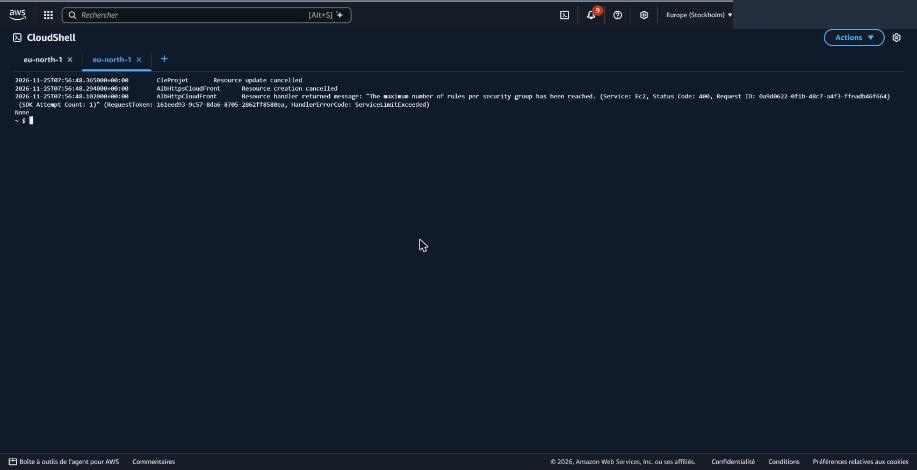 aws
Rechercher [Alt+S]
9
Europe (Stockholm)
CloudShell
Actions
eu-north-1
eu-north-1
2026-11-25T07:56:48.365000+00:00 CleProjet Resource update cancelled
2026-11-25T07:56:48.294000+00:00 AlbHttpsCloudFront Resource creation cancelled
2026-11-25T07:56:48.102000+00:00 AlbHttpCloudFront Resource handler returned message: "The maximum number of rules per security group has been reached. (Service: Ec2, Status Code: 400, Request ID: 0a9d0622-0f1b-48c7-a4f3-ffeadb46f664)
(SDK Attempt Count: 1)" (RequestToken: 161eed93-9c57-8da6-8705-2862ff8580ea, HandlerErrorCode: ServiceLimitExceeded)
None
~ $
Boîte à outils de l'agent pour AWS Commentaires © 2026, Amazon Web Services, Inc. ou ses affiliés. Confidentialité Conditions Préférences relatives aux cookies